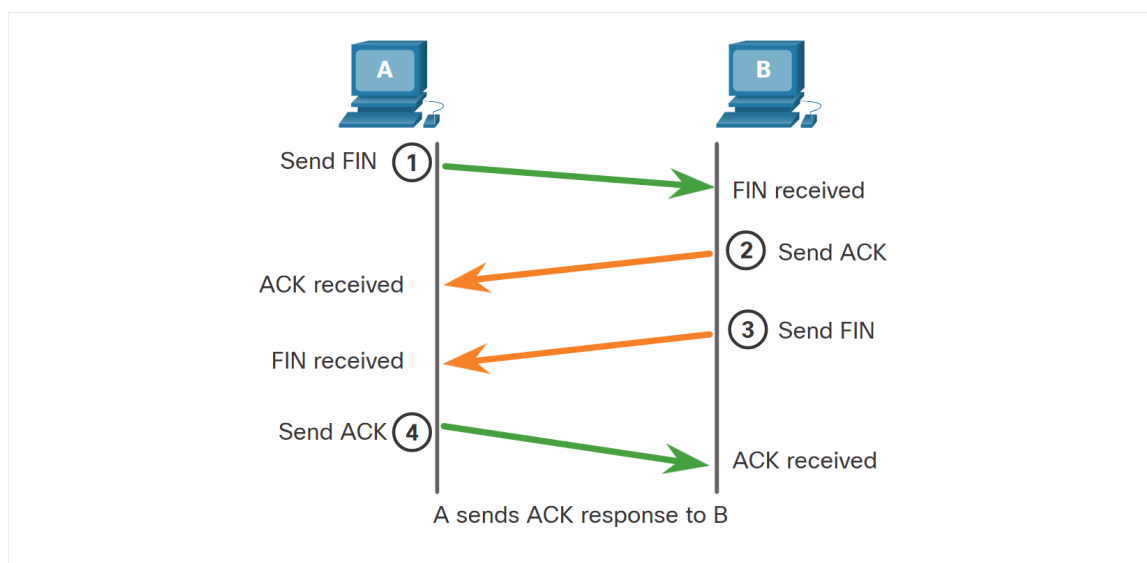 A
B
Send FIN 1
FIN received
2 Send ACK
ACK received
3 Send FIN
FIN received
Send ACK 4
ACK received
A sends ACK response to B